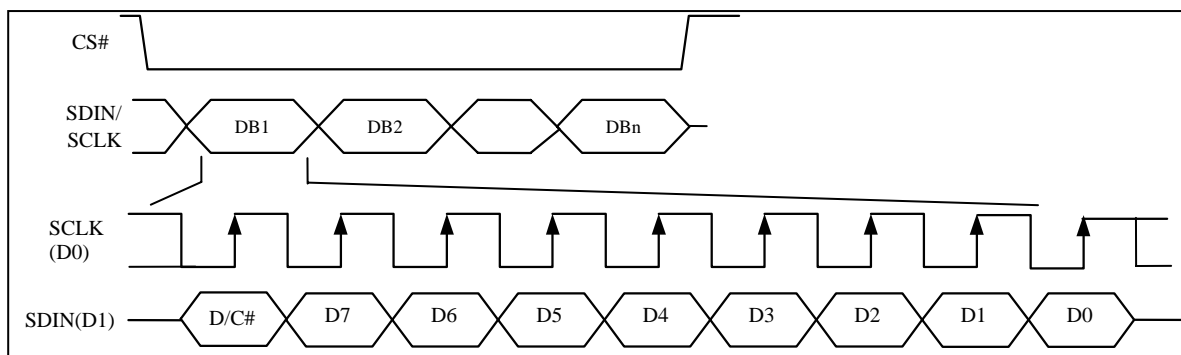 CS#
SDIN/
SCLK
DB1 DB2 DBn
SCLK
(D0)
SDIN(D1) D/C# D7 D6 D5 D4 D3 D2 D1 D0